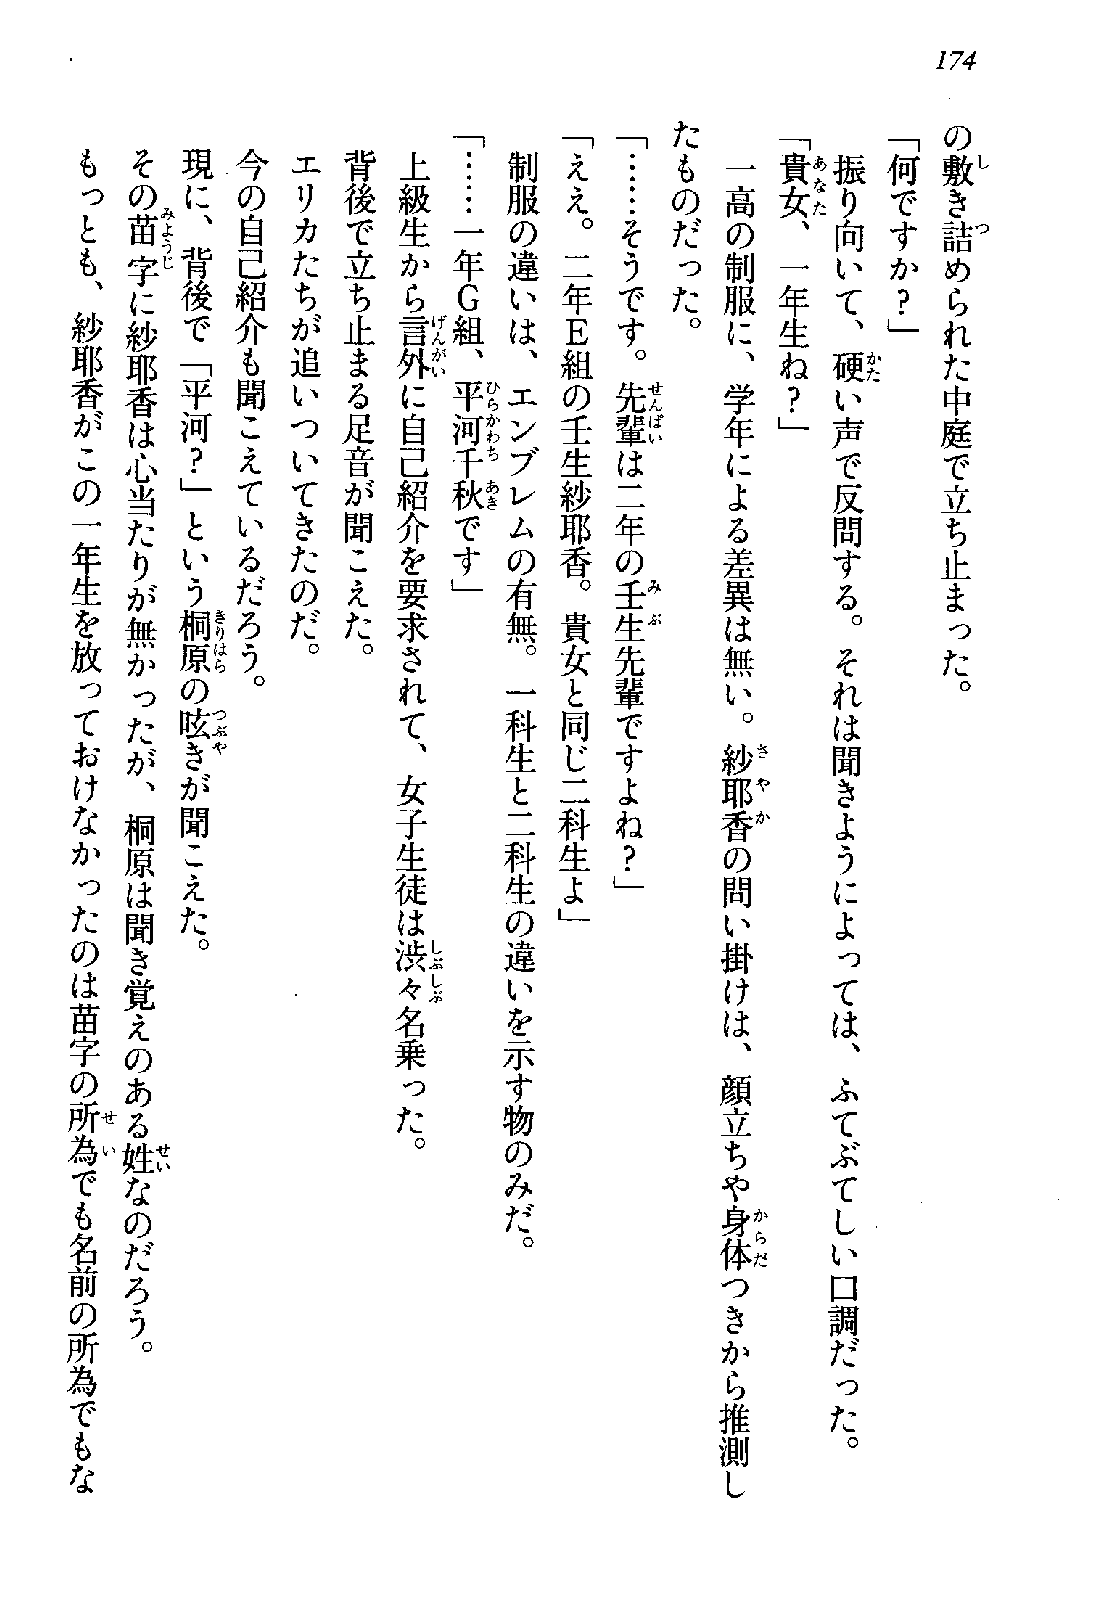 174
の敷き詰められた中庭で立ち止まった。
「何ですか？」
振り向いて、硬い声で反問する。それは聞きようによっては、ふてぶてしい口調だった。
「貴女、一年生ね？」
一高の制服に、学年による差異は無い。紗耶香の問い掛けは、顔立ちや身体つきから推測し
たものだった。
「……そうです。先輩は二年の壬生先輩ですよね？」
「ええ。二年Ｅ組の壬生紗耶香。貴女と同じ二科生よ」
制服の違いは、エンブレムの有無。一科生と二科生の違いを示す物のみだ。
「……一年Ｇ組、平河千秋です」
上級生から言外に自己紹介を要求されて、女子生徒は渋々名乗った。
背後で立ち止まる足音が聞こえた。
エリカたちが追いついてきたのだ。
今の自己紹介も聞こえているだろう。
現に、背後で「平河？」という桐原の呟きが聞こえた。
その苗字に紗耶香は心当たりが無かったが、桐原は聞き覚えのある姓なのだろう。
もっとも、紗耶香がこの一年生を放っておけなかったのは苗字の所為でも名前の所為でもな